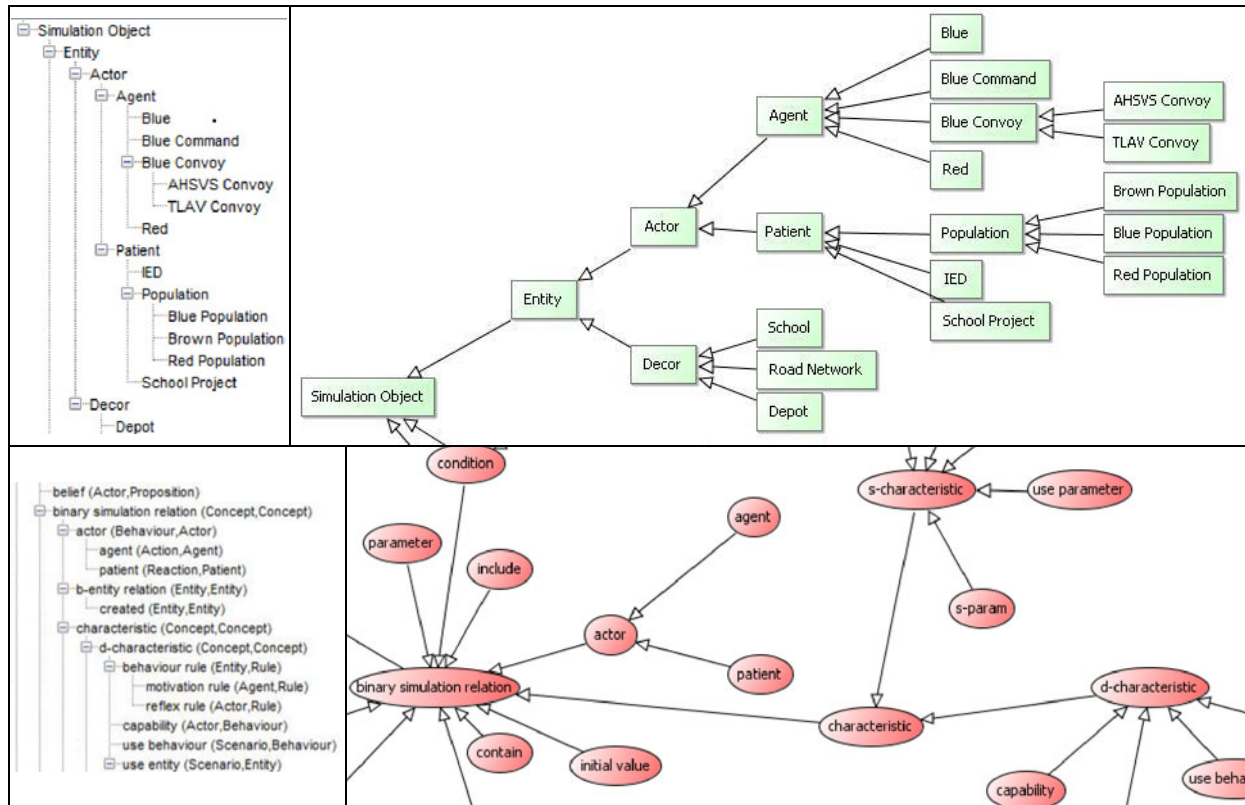 Simulation Object
Entity
Actor
Agent
Blue
Blue Command
Blue Convoy
AHSVS Convoy
TLAV Convoy
Red
Patient
IED
Population
Blue Population
Brown Population
Red Population
School Project
Decor
Depot
Blue
Blue Command
Agent
Blue Convoy
AHSVS Convoy
TLAV Convoy
Red
Brown Population
Actor
Patient
Population
Blue Population
IED
Red Population
Entity
School Project
School
Decor
Road Network
Simulation Object
Depot
belief (Actor,Proposition)
binary simulation relation (Concept,Concept)
actor (Behaviour,Actor)
agent (Action,Agent)
patient (Reaction,Patient)
b-entity relation (Entity,Entity)
created (Entity,Entity)
characteristic (Concept,Concept)
d-characteristic (Concept,Concept)
behaviour rule (Entity,Rule)
motivation rule (Agent,Rule)
reflex rule (Actor,Rule)
capability (Actor,Behaviour)
use behaviour (Scenario,Behaviour)
use entity (Scenario,Entity)
condition
s-characteristic
use parameter
agent
parameter
include
s-param
actor
patient
binary simulation relation
d-characteristic
characteristic
contain
initial value
capability
use beha